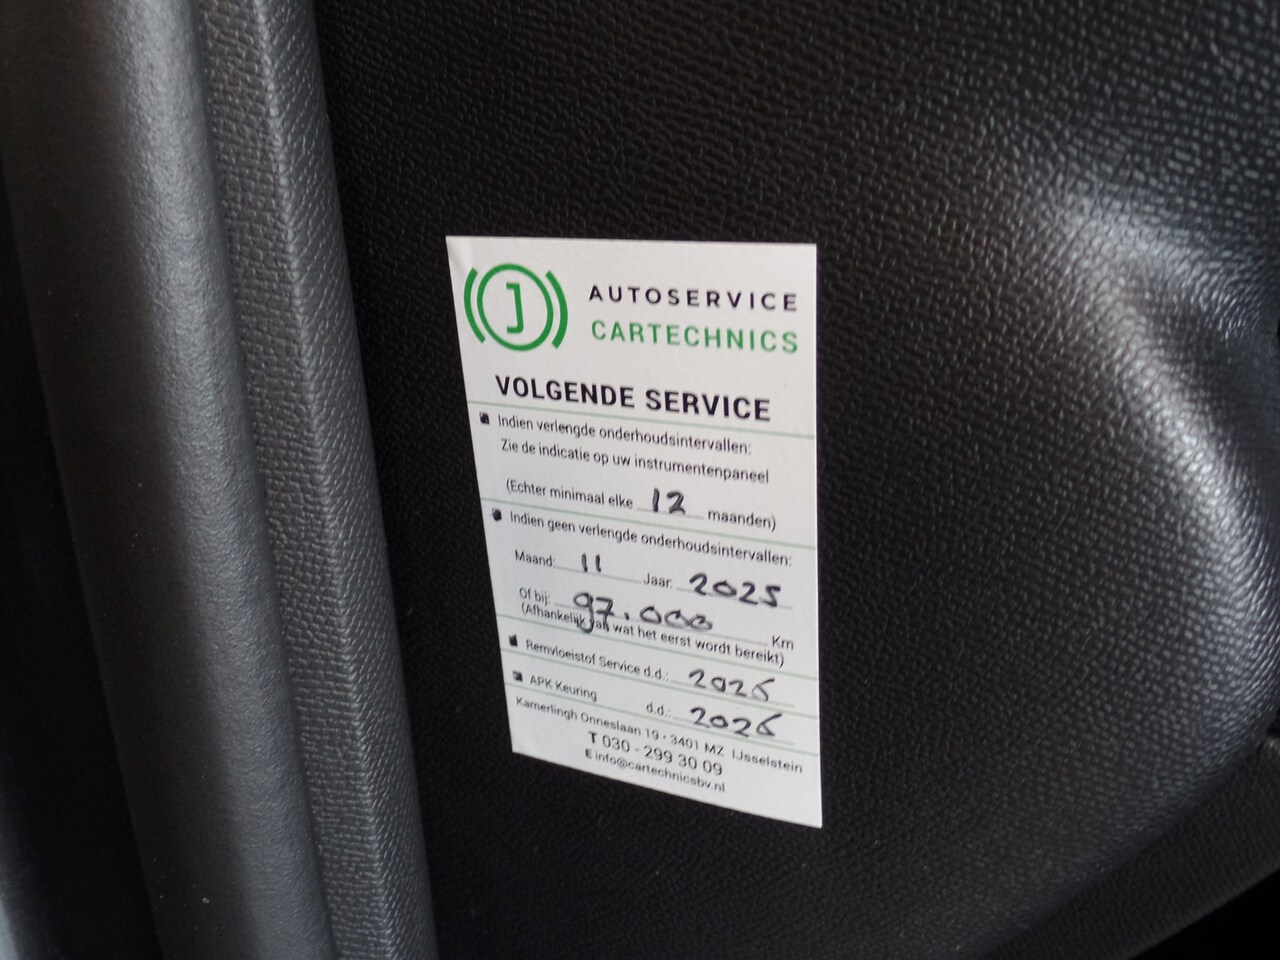 J
AUTOSERVICE
CARTECHNICS
VOLGENDE SERVICE
Indien verlengde onderhoudsintervallen:
Zie de indicatie op uw instrumentenpaneel
(Echter minimaal elke 12 maanden)
Indien geen verlengde onderhoudsintervallen:
Maand: 11 Jaar: 2025
Of bij: 97.000 Km
(Afhankelijk van wat het eerst wordt bereikt)
Remvloeistof Service d.d.: 2026
APK Keuring d.d.: 2026
Kamerlingh Onneslaan 19 • 3401 MZ IJsselstein
T 030 - 299 30 09
E info@cartechnicsbv.nl